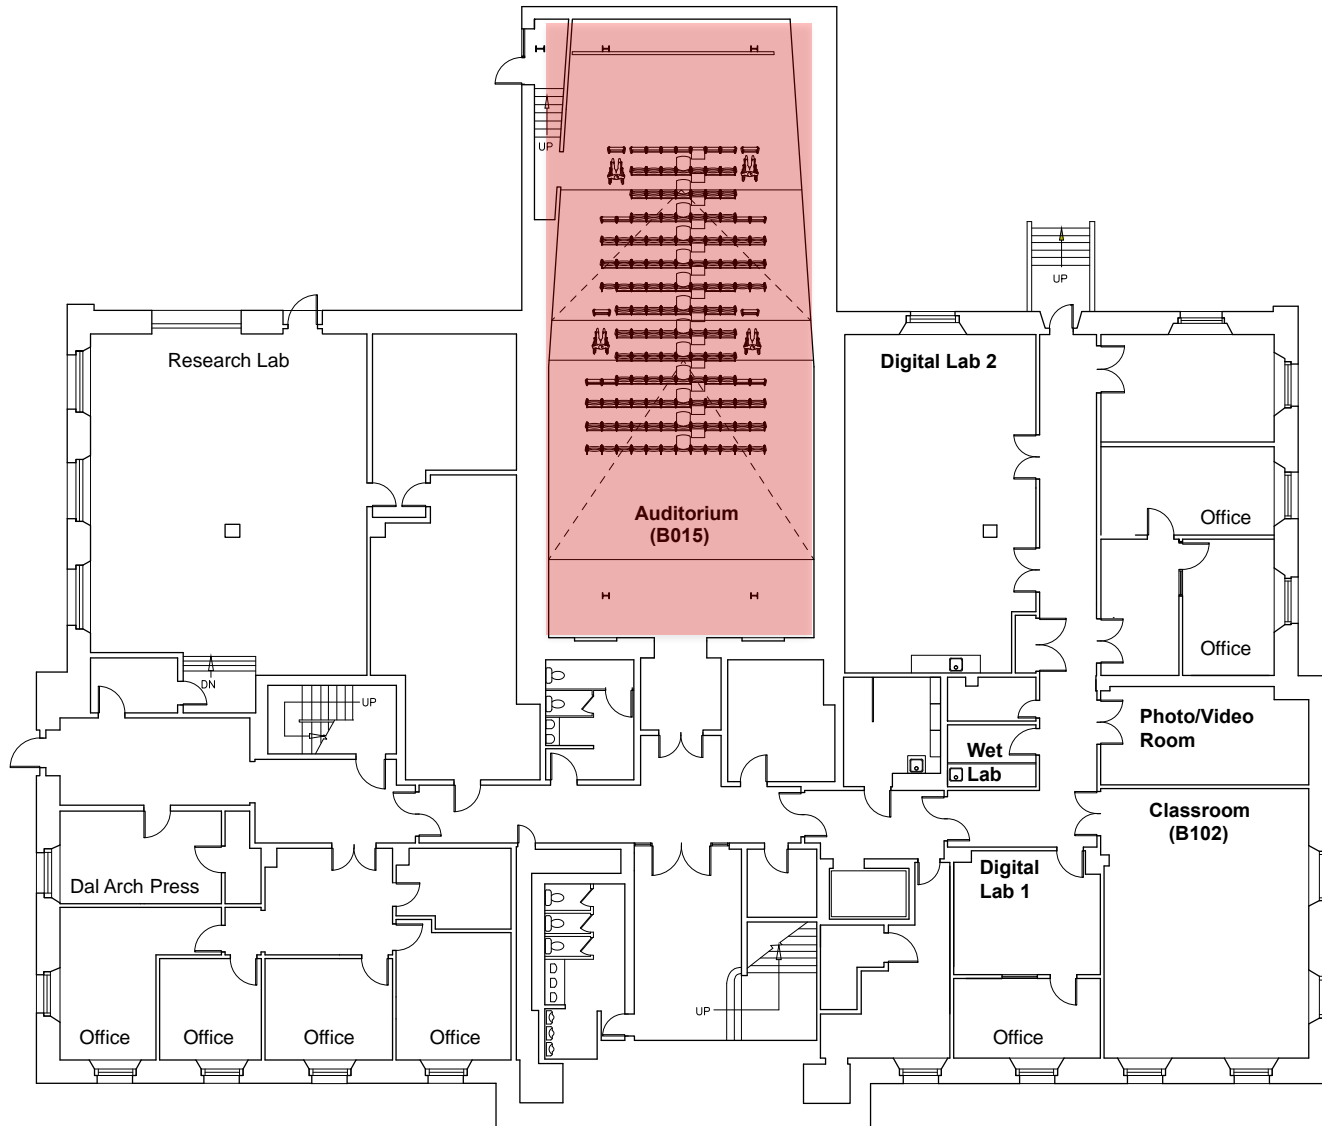 UP
UP
Research Lab
Digital Lab 2
Auditorium
(B015)
Office
Office
DN
UP
Photo/Video
Room
Wet
Lab
Classroom
(B102)
Digital
Lab 1
Dal Arch Press
UP
Office
Office
Office
Office
Office